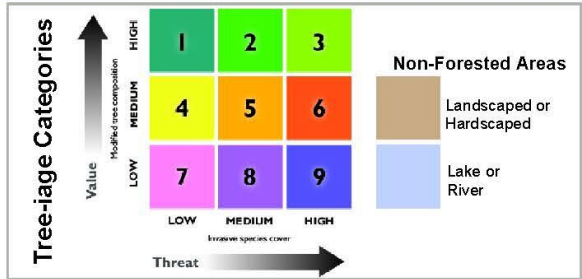 Tree-iage Categories
Value
Modified tree composition
HIGH
MEDIUM
LOW
1 2 3
4 5 6
7 8 9
LOW MEDIUM HIGH
Invasive species cover
Threat
Non-Forested Areas
Landscaped or
Hardscaped
Lake or
River